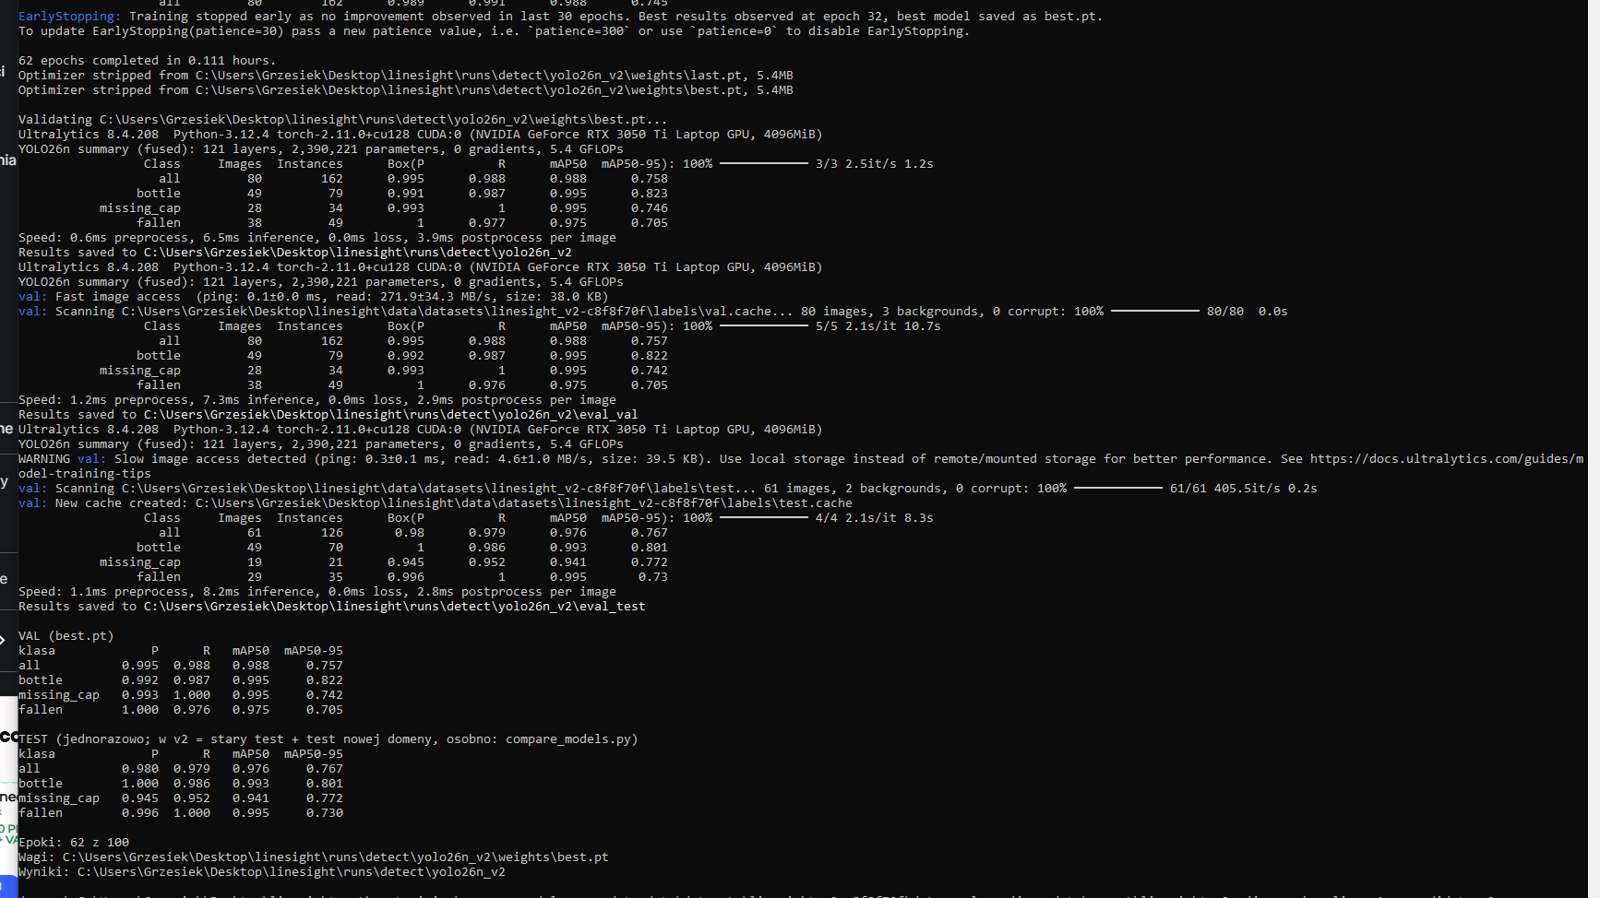 all 80 162 0.989 0.991 0.988 0.745
EarlyStopping: Training stopped early as no improvement observed in last 30 epochs. Best results observed at epoch 32, best model saved as best.pt.
To update EarlyStopping(patience=30) pass a new patience value, i.e. `patience=300` or use `patience=0` to disable EarlyStopping.
62 epochs completed in 0.111 hours.
Optimizer stripped from C:\Users\Grzesiek\Desktop\linesight\runs\detect\yolo26n_v2\weights\last.pt, 5.4MB
Optimizer stripped from C:\Users\Grzesiek\Desktop\linesight\runs\detect\yolo26n_v2\weights\best.pt, 5.4MB
Validating C:\Users\Grzesiek\Desktop\linesight\runs\detect\yolo26n_v2\weights\best.pt...
Ultralytics 8.4.208 Python-3.12.4 torch-2.11.0+cu128 CUDA:0 (NVIDIA GeForce RTX 3050 Ti Laptop GPU, 4096MiB)
YOLO26n summary (fused): 121 layers, 2,390,221 parameters, 0 gradients, 5.4 GFLOPs
Class Images Instances Box(P R mAP50 mAP50-95): 100% ━━━━━━━━━━━━ 3/3 2.5it/s 1.2s
all 80 162 0.995 0.988 0.988 0.758
bottle 49 79 0.991 0.987 0.995 0.823
missing_cap 28 34 0.993 1 0.995 0.746
fallen 38 49 1 0.977 0.975 0.705
Speed: 0.6ms preprocess, 6.5ms inference, 0.0ms loss, 3.9ms postprocess per image
Results saved to C:\Users\Grzesiek\Desktop\linesight\runs\detect\yolo26n_v2
Ultralytics 8.4.208 Python-3.12.4 torch-2.11.0+cu128 CUDA:0 (NVIDIA GeForce RTX 3050 Ti Laptop GPU, 4096MiB)
YOLO26n summary (fused): 121 layers, 2,390,221 parameters, 0 gradients, 5.4 GFLOPs
val: Fast image access (ping: 0.1±0.0 ms, read: 271.9±34.3 MB/s, size: 38.0 KB)
val: Scanning C:\Users\Grzesiek\Desktop\linesight\data\datasets\linesight_v2-c8f8f70f\labels\val.cache... 80 images, 3 backgrounds, 0 corrupt: 100% ━━━━━━━━━━━━ 80/80 0.0s
Class Images Instances Box(P R mAP50 mAP50-95): 100% ━━━━━━━━━━━━ 5/5 2.1s/it 10.7s
all 80 162 0.995 0.988 0.988 0.757
bottle 49 79 0.992 0.987 0.995 0.822
missing_cap 28 34 0.993 1 0.995 0.742
fallen 38 49 1 0.976 0.975 0.705
Speed: 1.2ms preprocess, 7.3ms inference, 0.0ms loss, 2.9ms postprocess per image
Results saved to C:\Users\Grzesiek\Desktop\linesight\runs\detect\yolo26n_v2\eval_val
Ultralytics 8.4.208 Python-3.12.4 torch-2.11.0+cu128 CUDA:0 (NVIDIA GeForce RTX 3050 Ti Laptop GPU, 4096MiB)
YOLO26n summary (fused): 121 layers, 2,390,221 parameters, 0 gradients, 5.4 GFLOPs
WARNING val: Slow image access detected (ping: 0.3±0.1 ms, read: 4.6±1.0 MB/s, size: 39.5 KB). Use local storage instead of remote/mounted storage for better performance. See https://docs.ultralytics.com/guides/m
odel-training-tips
val: Scanning C:\Users\Grzesiek\Desktop\linesight\data\datasets\linesight_v2-c8f8f70f\labels\test... 61 images, 2 backgrounds, 0 corrupt: 100% ━━━━━━━━━━━━ 61/61 405.5it/s 0.2s
val: New cache created: C:\Users\Grzesiek\Desktop\linesight\data\datasets\linesight_v2-c8f8f70f\labels\test.cache
Class Images Instances Box(P R mAP50 mAP50-95): 100% ━━━━━━━━━━━━ 4/4 2.1s/it 8.3s
all 61 126 0.98 0.979 0.976 0.767
bottle 49 70 1 0.986 0.993 0.801
missing_cap 19 21 0.945 0.952 0.941 0.772
fallen 29 35 0.996 1 0.995 0.73
Speed: 1.1ms preprocess, 8.2ms inference, 0.0ms loss, 2.8ms postprocess per image
Results saved to C:\Users\Grzesiek\Desktop\linesight\runs\detect\yolo26n_v2\eval_test
VAL (best.pt)
klasa P R mAP50 mAP50-95
all 0.995 0.988 0.988 0.757
bottle 0.992 0.987 0.995 0.822
missing_cap 0.993 1.000 0.995 0.742
fallen 1.000 0.976 0.975 0.705
TEST (jednorazowo; w v2 = stary test + test nowej domeny, osobno: compare_models.py)
klasa P R mAP50 mAP50-95
all 0.980 0.979 0.976 0.767
bottle 1.000 0.986 0.993 0.801
missing_cap 0.945 0.952 0.941 0.772
fallen 0.996 1.000 0.995 0.730
Epoki: 62 z 100
Wagi: C:\Users\Grzesiek\Desktop\linesight\runs\detect\yolo26n_v2\weights\best.pt
Wyniki: C:\Users\Grzesiek\Desktop\linesight\runs\detect\yolo26n_v2